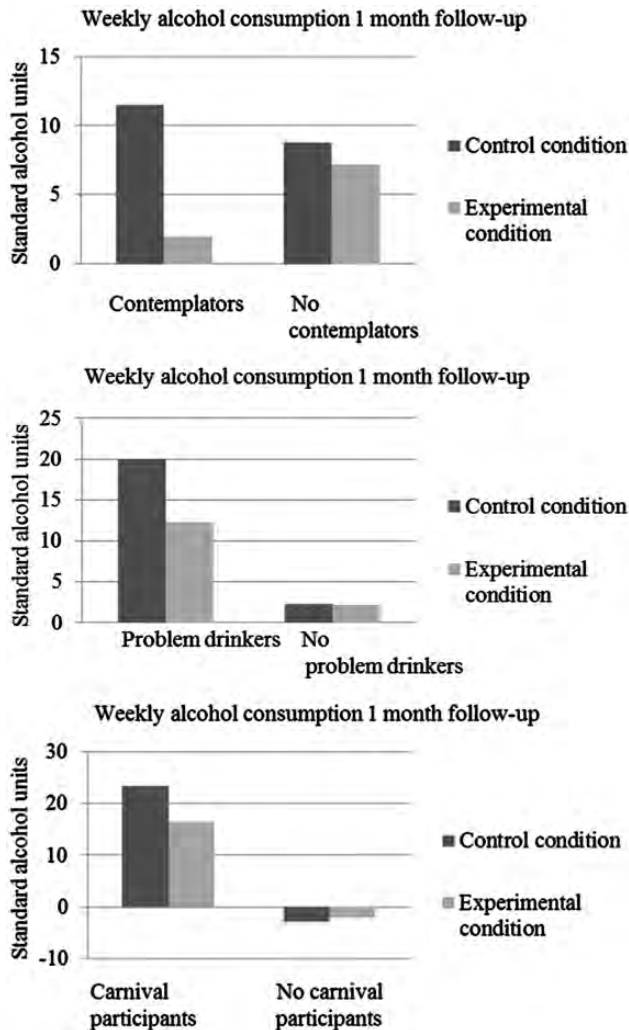 Weekly alcohol consumption 1 month follow-up
Standard alcohol units
15
10
5
0
Contemplators
No
contemplators
Control condition
Experimental
condition
Weekly alcohol consumption 1 month follow-up
Standard alcohol units
25
20
15
10
5
0
Problem drinkers
No
problem drinkers
Control condition
Experimental
condition
Weekly alcohol consumption 1 month follow-up
Standard alcohol units
30
20
10
0
-10
Carnival
participants
No carnival
participants
Control condition
Experimental
condition